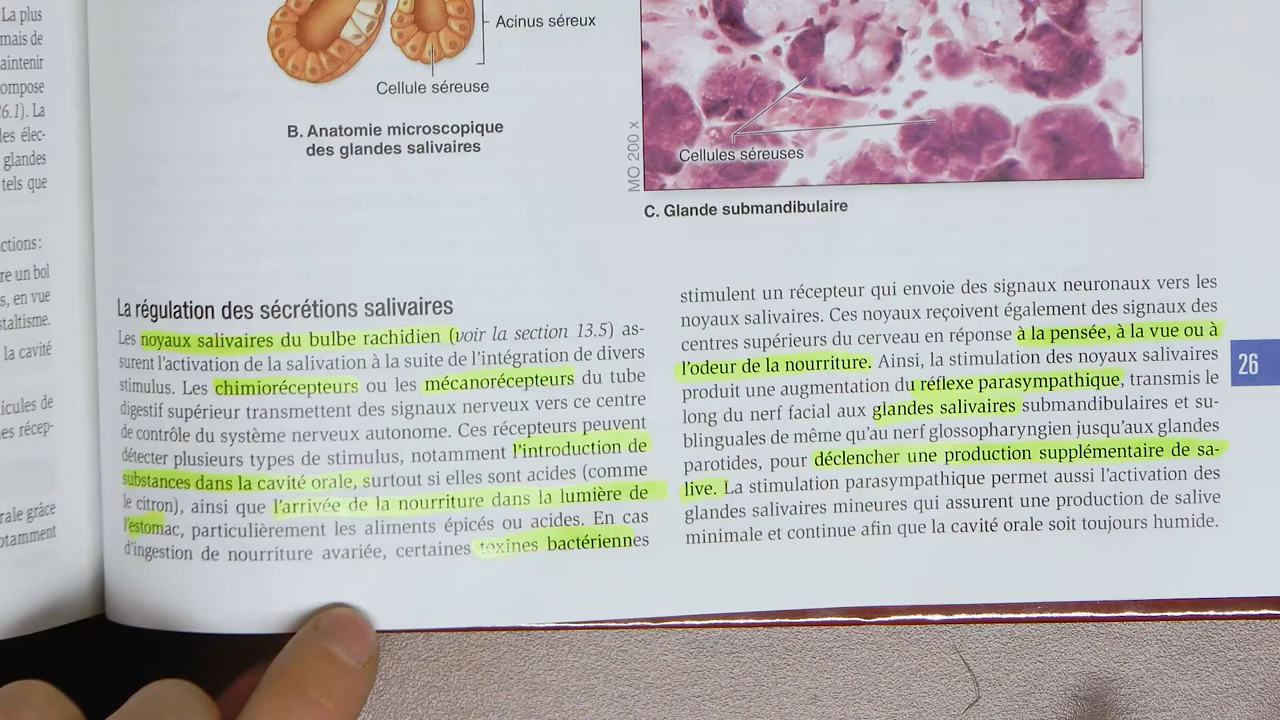 La plus
mais de
aintenir
ompose
6.1). La
les élec-
glandes
tels que
ctions :
re un bol
s, en vue
staltisme.
la cavité
icules de
es récep-
rale grâce
otamment
Acinus séreux
Cellule séreuse
B. Anatomie microscopique
des glandes salivaires
MO 200 x
Cellules séreuses
C. Glande submandibulaire
La régulation des sécrétions salivaires
Les noyaux salivaires du bulbe rachidien (voir la section 13.5) as-
surent l'activation de la salivation à la suite de l'intégration de divers
stimulus. Les chimiorécepteurs ou les mécanorécepteurs du tube
digestif supérieur transmettent des signaux nerveux vers ce centre
de contrôle du système nerveux autonome. Ces récepteurs peuvent
détecter plusieurs types de stimulus, notamment l'introduction de
substances dans la cavité orale, surtout si elles sont acides (comme
le citron), ainsi que l'arrivée de la nourriture dans la lumière de
l'estomac, particulièrement les aliments épicés ou acides. En cas
d'ingestion de nourriture avariée, certaines toxines bactériennes
stimulent un récepteur qui envoie des signaux neuronaux vers les
noyaux salivaires. Ces noyaux reçoivent également des signaux des
centres supérieurs du cerveau en réponse à la pensée, à la vue ou à
l'odeur de la nourriture. Ainsi, la stimulation des noyaux salivaires
produit une augmentation du réflexe parasympathique, transmis le
long du nerf facial aux glandes salivaires submandibulaires et su-
blinguales de même qu'au nerf glossopharyngien jusqu'aux glandes
parotides, pour déclencher une production supplémentaire de sa-
live. La stimulation parasympathique permet aussi l'activation des
glandes salivaires mineures qui assurent une production de salive
minimale et continue afin que la cavité orale soit toujours humide.
26